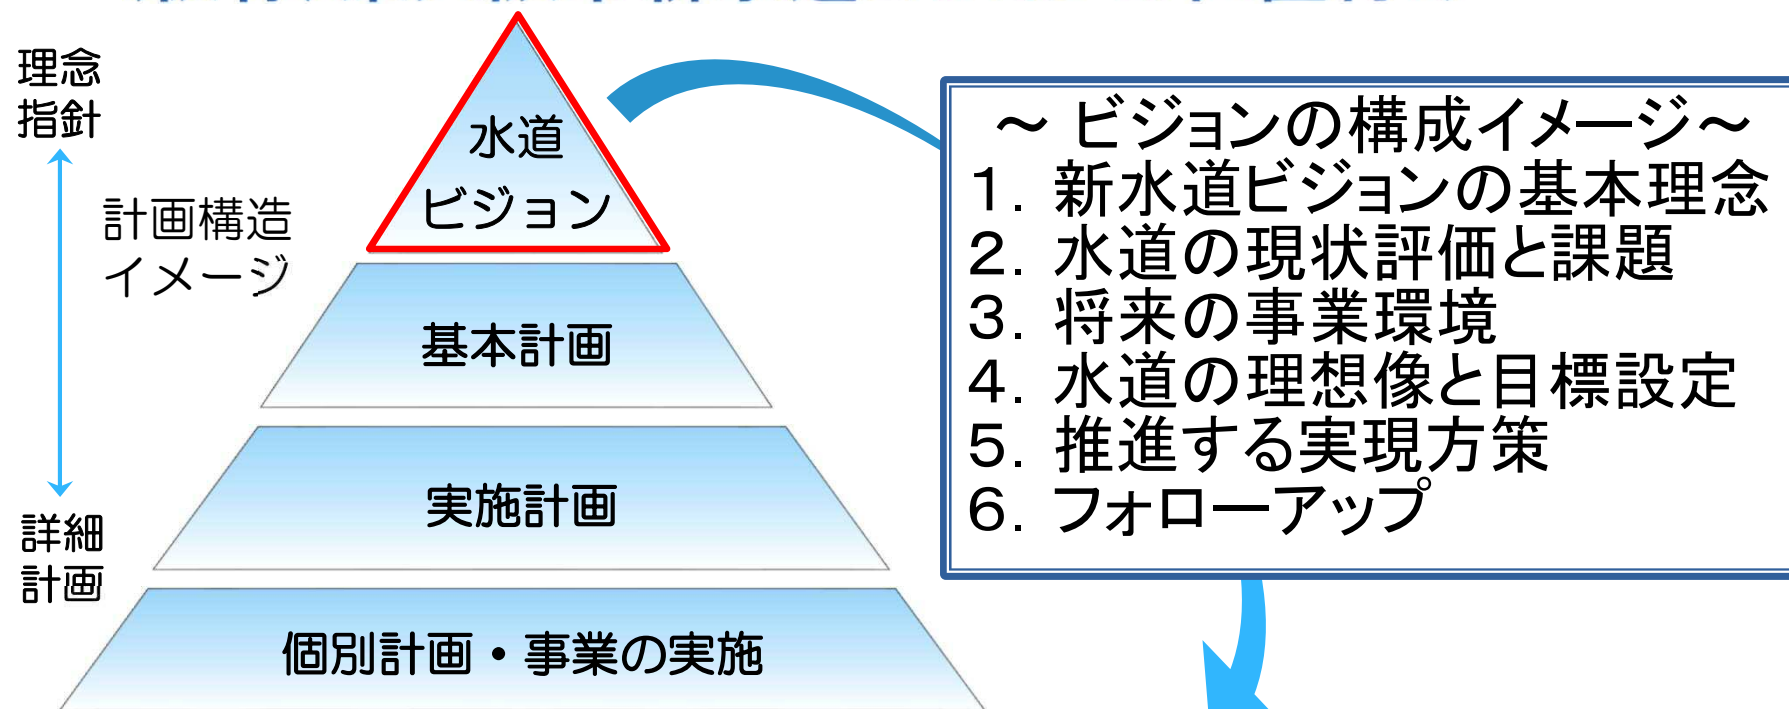 理念
指針
計画構造
イメージ
詳細
計画
水道
ビジョン
基本計画
実施計画
個別計画・事業の実施
～ ビジョンの構成イメージ～
１．新水道ビジョンの基本理念
２．水道の現状評価と課題
３．将来の事業環境
４．水道の理想像と目標設定
５．推進する実現方策
６．フォローアップ